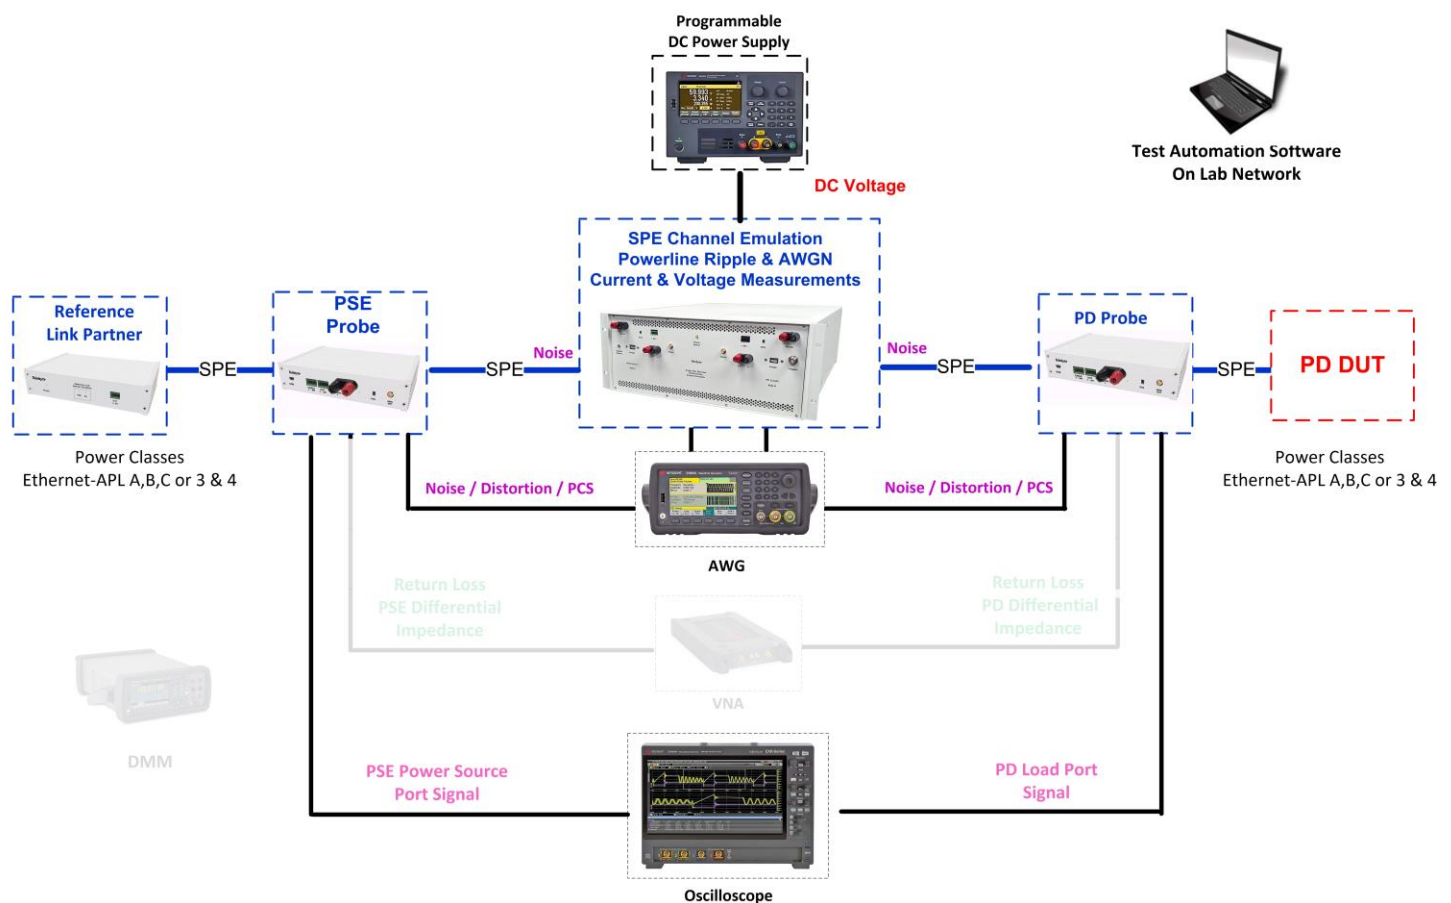 Programmable
DC Power Supply
DC Voltage
Test Automation Software
On Lab Network
SPE Channel Emulation
Powerline Ripple & AWGN
Current & Voltage Measurements
Reference
Link Partner
SPE
PSE
Probe
SPE
Noise
Noise
SPE
PD Probe
SPE
PD DUT
Power Classes
Ethernet-APL A,B,C or 3 & 4
Power Classes
Ethernet-APL A,B,C or 3 & 4
Noise / Distortion / PCS
Noise / Distortion / PCS
AWG
Return Loss
PSE Differential
Impedance
Return Loss
PD Differential
Impedance
VNA
DMM
PSE Power Source
Port Signal
PD Load Port
Signal
Oscilloscope